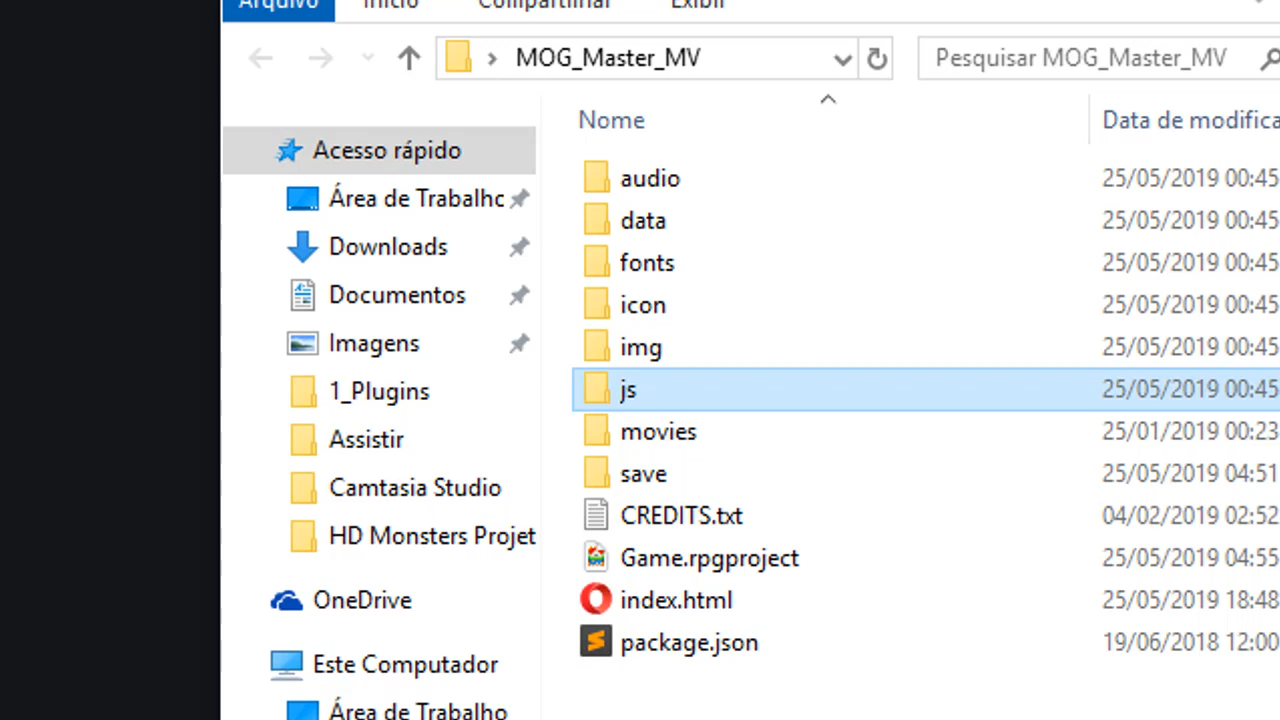 Arquivo Início Compartilhar Exibir
MOG_Master_MV Pesquisar MOG_Master_MV
Nome Data de modifica
Acesso rápido
Área de Trabalho
Downloads
Documentos
Imagens
1_Plugins
Assistir
Camtasia Studio
HD Monsters Projet
OneDrive
Este Computador
Área de Trabalho
audio 25/05/2019 00:45
data 25/05/2019 00:45
fonts 25/05/2019 00:45
icon 25/05/2019 00:45
img 25/05/2019 00:45
js 25/05/2019 00:45
movies 25/01/2019 00:23
save 25/05/2019 04:51
CREDITS.txt 04/02/2019 02:52
Game.rpgproject 25/05/2019 04:55
index.html 25/05/2019 18:48
package.json 19/06/2018 12:00